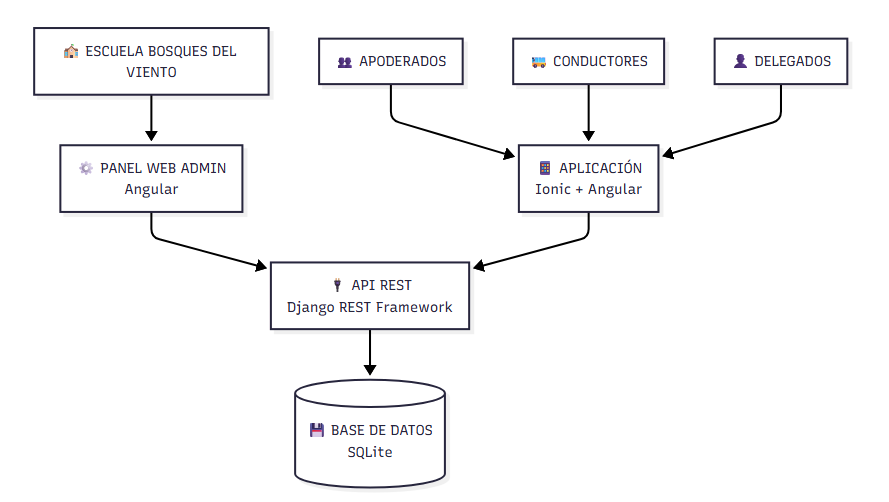 ESCUELA BOSQUES DEL
VIENTO
APODERADOS
CONDUCTORES
DELEGADOS
PANEL WEB ADMIN
Angular
APLICACIÓN
Ionic + Angular
API REST
Django REST Framework
BASE DE DATOS
SQLite